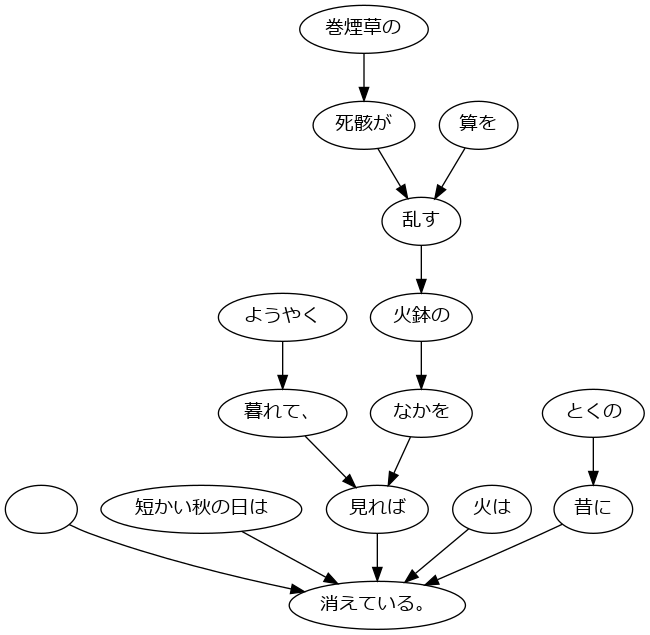 巻煙草の
死骸が
算を
乱す
ようやく
火鉢の
暮れて、
なかを
とくの
短かい秋の日は
見れば
火は
昔に
消えている。